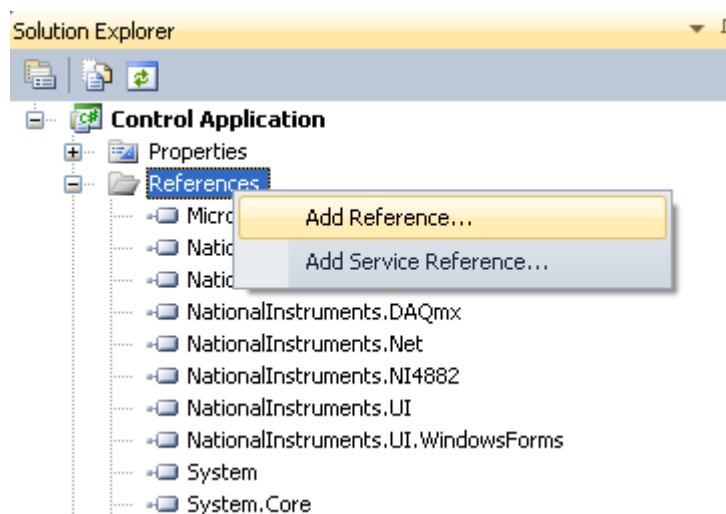 Solution Explorer
Control Application
Properties
References
Add Reference...
Add Service Reference...
NationalInstruments.DAQmx
NationalInstruments.Net
NationalInstruments.NI4882
NationalInstruments.UI
NationalInstruments.UI.WindowsForms
System
System.Core